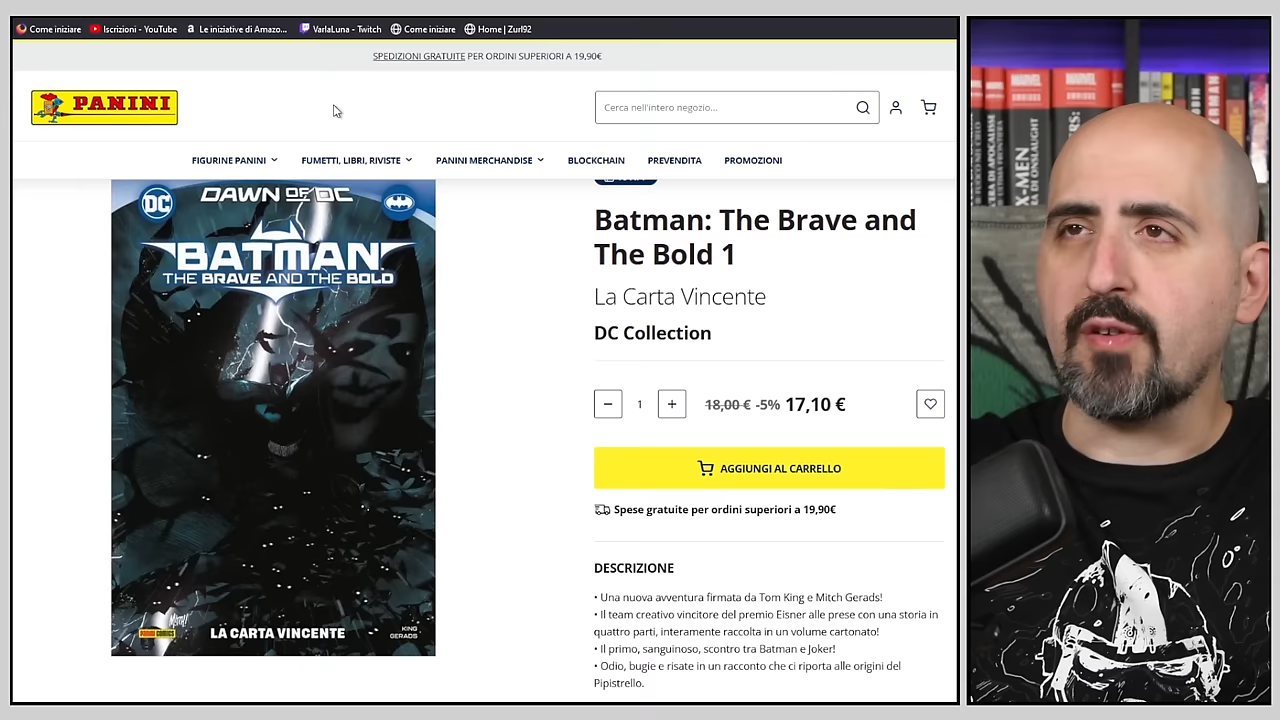 Come iniziare
Iscrizioni - YouTube
Le iniziative di Amazo...
VarlaLuna - Twitch
Come iniziare
Home | Zurl92
SPEDIZIONI GRATUITE PER ORDINI SUPERIORI A 19,90€
PANINI
Cerca nell'intero negozio...
FIGURINE PANINI
FUMETTI, LIBRI, RIVISTE
PANINI MERCHANDISE
BLOCKCHAIN
PREVENDITA
PROMOZIONI
DC
DAWN OF DC
BATMAN
THE BRAVE AND THE BOLD
PANINI COMICS
LA CARTA VINCENTE
KING
GERADS
Batman: The Brave and
The Bold 1
La Carta Vincente
DC Collection
1
18,00 € -5% 17,10 €
AGGIUNGI AL CARRELLO
Spese gratuite per ordini superiori a 19,90€
DESCRIZIONE
• Una nuova avventura firmata da Tom King e Mitch Gerads!
• Il team creativo vincitore del premio Eisner alle prese con una storia in
quattro parti, interamente raccolta in un volume cartonato!
• Il primo, sanguinoso, scontro tra Batman e Joker!
• Odio, bugie e risate in un racconto che ci riporta alle origini del
Pipistrello.
MARVEL
MARVEL
X-MEN